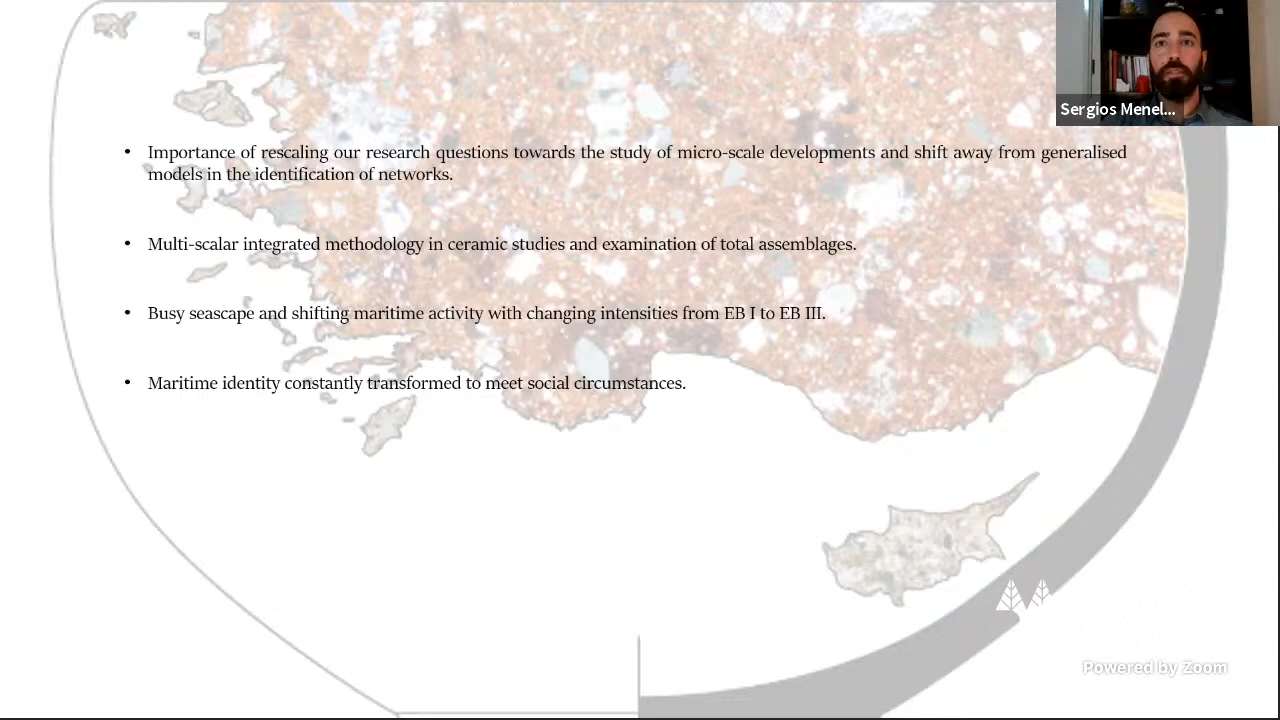 Sergios Menel...
• Importance of rescaling our research questions towards the study of micro-scale developments and shift away from generalised
models in the identification of networks.
• Multi-scalar integrated methodology in ceramic studies and examination of total assemblages.
• Busy seascape and shifting maritime activity with changing intensities from EB I to EB III.
• Maritime identity constantly transformed to meet social circumstances.
Powered by Zoom